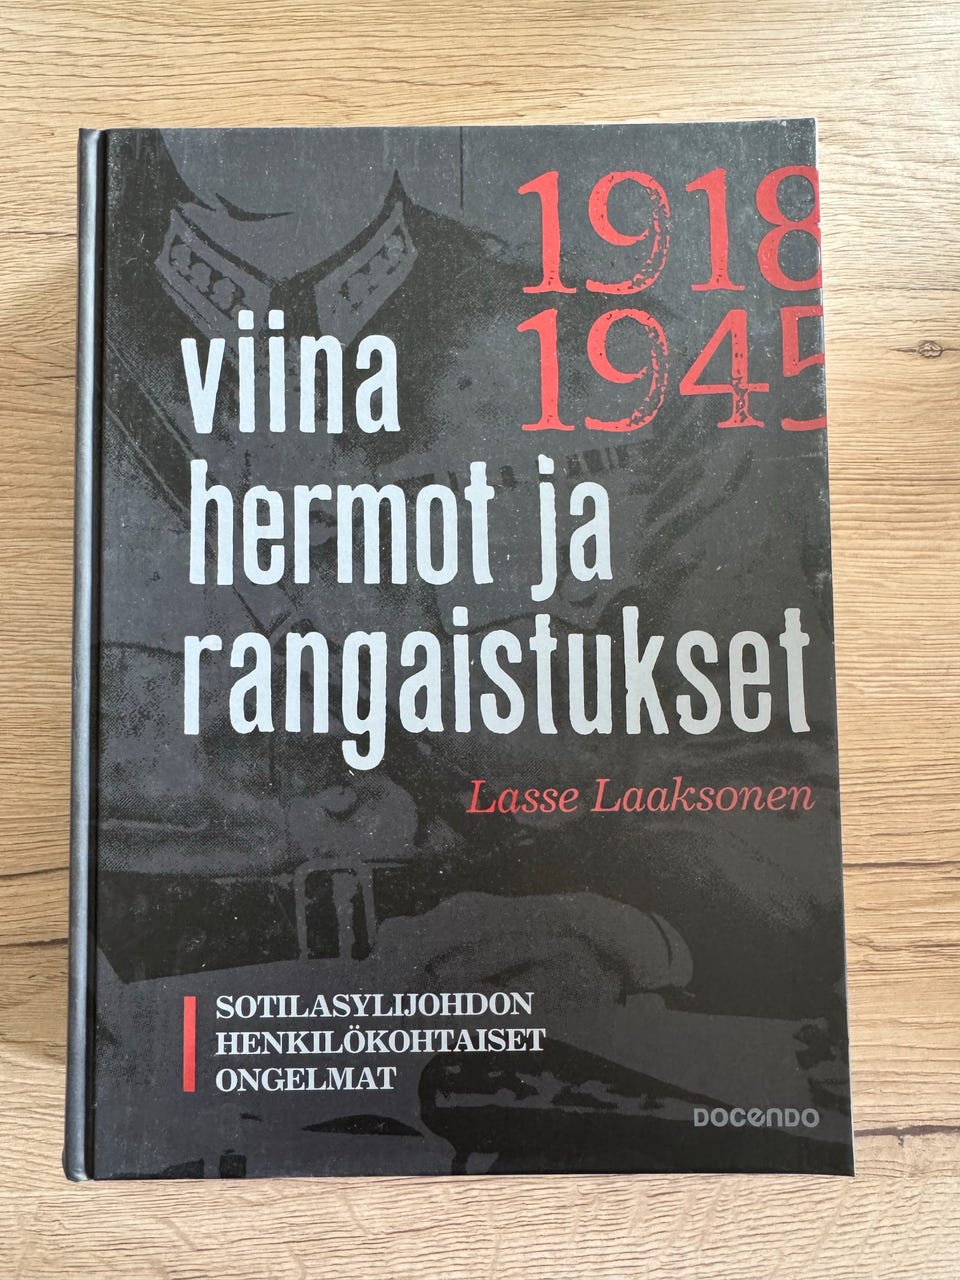 1918
1945
viina
hermot ja
rangaistukset
Lasse Laaksonen
SOTILASYLIJOHDON
HENKILÖKOHTAISET
ONGELMAT
DOCENDO